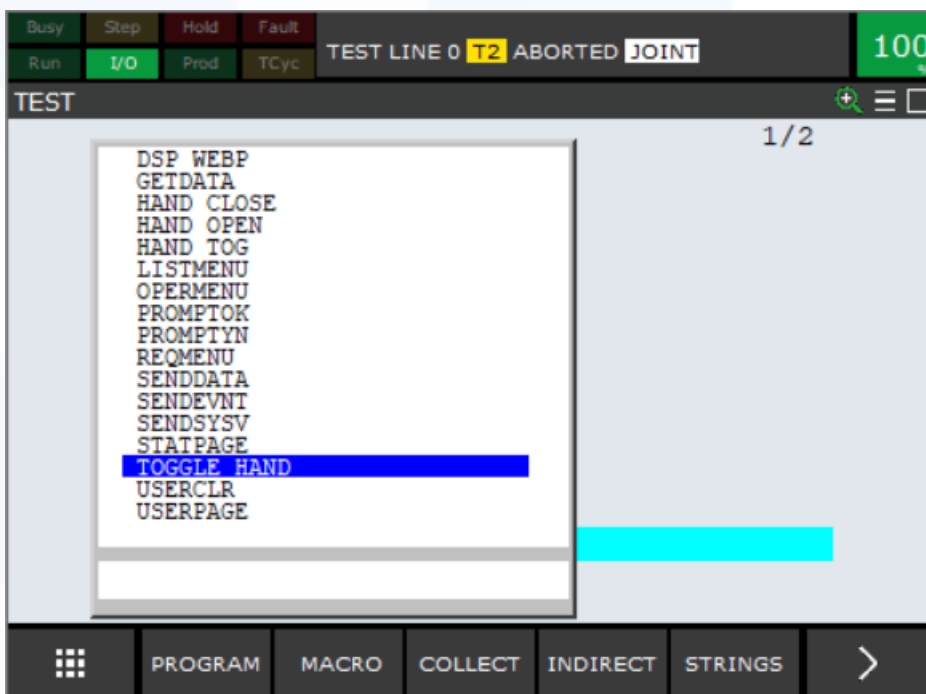 Busy Step Hold Fault
Run I/O Prod TCyc
TEST LINE 0 T2 ABORTED JOINT
100
%
TEST
1/2
DSP WEBP
GETDATA
HAND CLOSE
HAND OPEN
HAND TOG
LISTMENU
OPERMENU
PROMPTOK
PROMPTYN
REQMENU
SENDDATA
SENDEVNT
SENDSYSV
STATPAGE
TOGGLE HAND
USERCLR
USERPAGE
PROGRAM MACRO COLLECT INDIRECT STRINGS